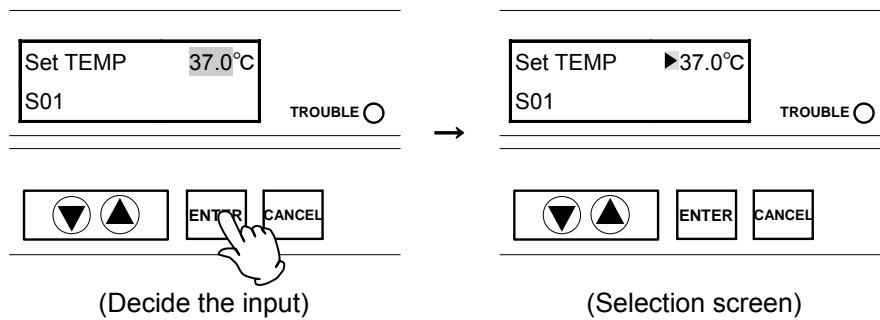 Set TEMP 37.0℃
S01
TROUBLE
ENTER CANCEL
(Decide the input)
→
Set TEMP ▶37.0℃
S01
TROUBLE
ENTER CANCEL
(Selection screen)